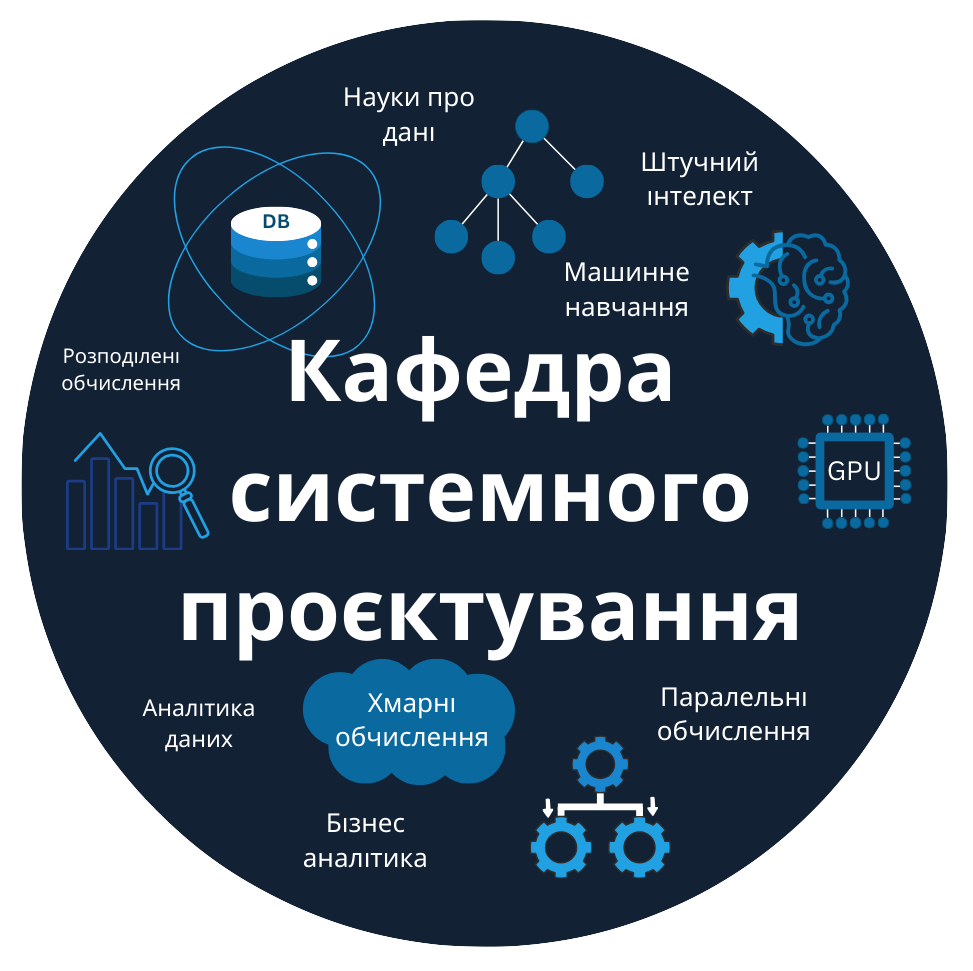 Науки про
дані
Штучний
інтелект
DB
Машинне
навчання
Розподілені
обчислення
Кафедра
системного
проєктування
GPU
Аналітика
даних
Хмарні
обчислення
Паралельні
обчислення
Бізнес
аналітика